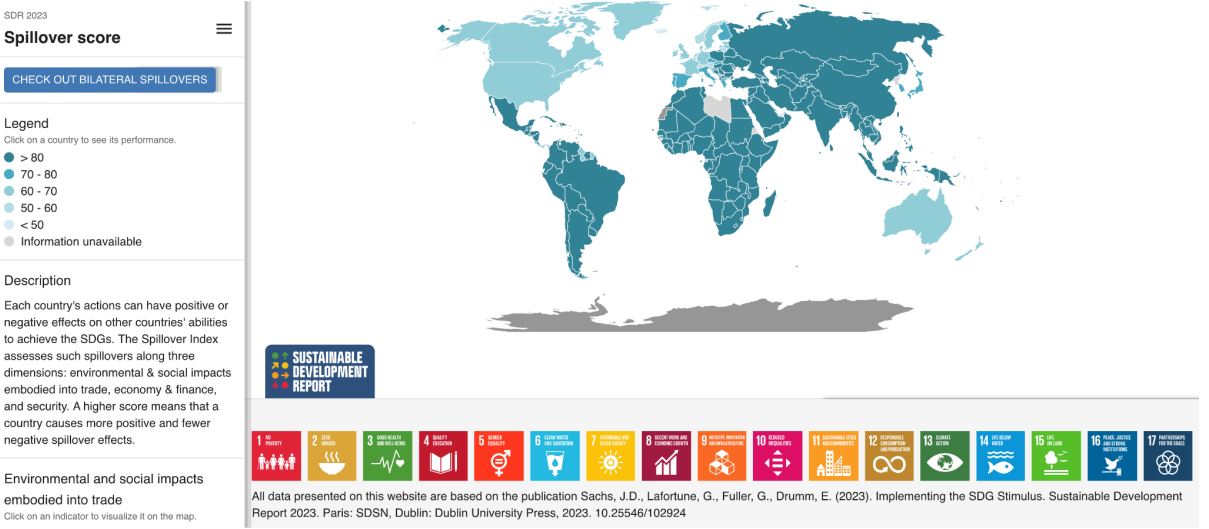 SDR 2023
Spillover score
CHECK OUT BILATERAL SPILLOVERS
Legend
Click on a country to see its performance.
> 80
70 - 80
60 - 70
50 - 60
< 50
Information unavailable
Description
Each country's actions can have positive or
negative effects on other countries' abilities
to achieve the SDGs. The Spillover Index
assesses such spillovers along three
dimensions: environmental & social impacts
embodied into trade, economy & finance,
and security. A higher score means that a
country causes more positive and fewer
negative spillover effects.
Environmental and social impacts
embodied into trade
Click on an indicator to visualize it on the map.
SUSTAINABLE
DEVELOPMENT
REPORT
1 NO POVERTY
2 ZERO HUNGER
3 GOOD HEALTH AND WELL-BEING
4 QUALITY EDUCATION
5 GENDER EQUALITY
6 CLEAN WATER AND SANITATION
7 AFFORDABLE AND CLEAN ENERGY
8 DECENT WORK AND ECONOMIC GROWTH
9 INDUSTRY, INNOVATION AND INFRASTRUCTURE
10 REDUCED INEQUALITIES
11 SUSTAINABLE CITIES AND COMMUNITIES
12 RESPONSIBLE CONSUMPTION AND PRODUCTION
13 CLIMATE ACTION
14 LIFE BELOW WATER
15 LIFE ON LAND
16 PEACE, JUSTICE AND STRONG INSTITUTIONS
17 PARTNERSHIPS FOR THE GOALS
All data presented on this website are based on the publication Sachs, J.D., Lafortune, G., Fuller, G., Drumm, E. (2023). Implementing the SDG Stimulus. Sustainable Development
Report 2023. Paris: SDSN, Dublin: Dublin University Press, 2023. 10.25546/102924